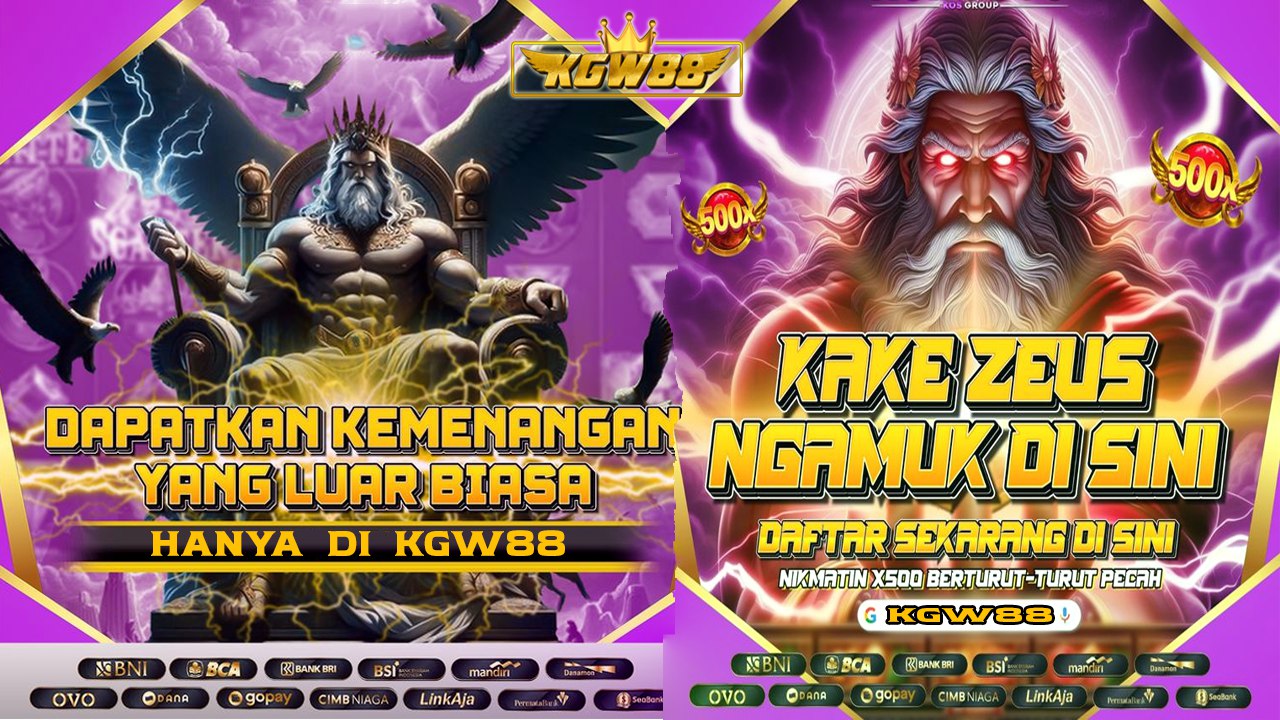 KGW88
DAPATKAN KEMENANGAN
YANG LUAR BIASA
HANYA DI KGW88
BNI
BCA
BANK BRI
BSI
mandiri
Danamon
OVO
DANA
gopay
CIMB NIAGA
LinkAja
PermataBank
SeaBank
KOS GROUP
500x
500x
KAKE ZEUS
NGAMUK DI SINI
DAFTAR SEKARANG DI SINI
NIKMATIN X500 BERTURUT-TURUT PECAH
KGW88
BNI
BCA
BANK BRI
BSI
mandiri
Danamon
OVO
DANA
gopay
CIMB NIAGA
LinkAja
PermataBank
SeaBank